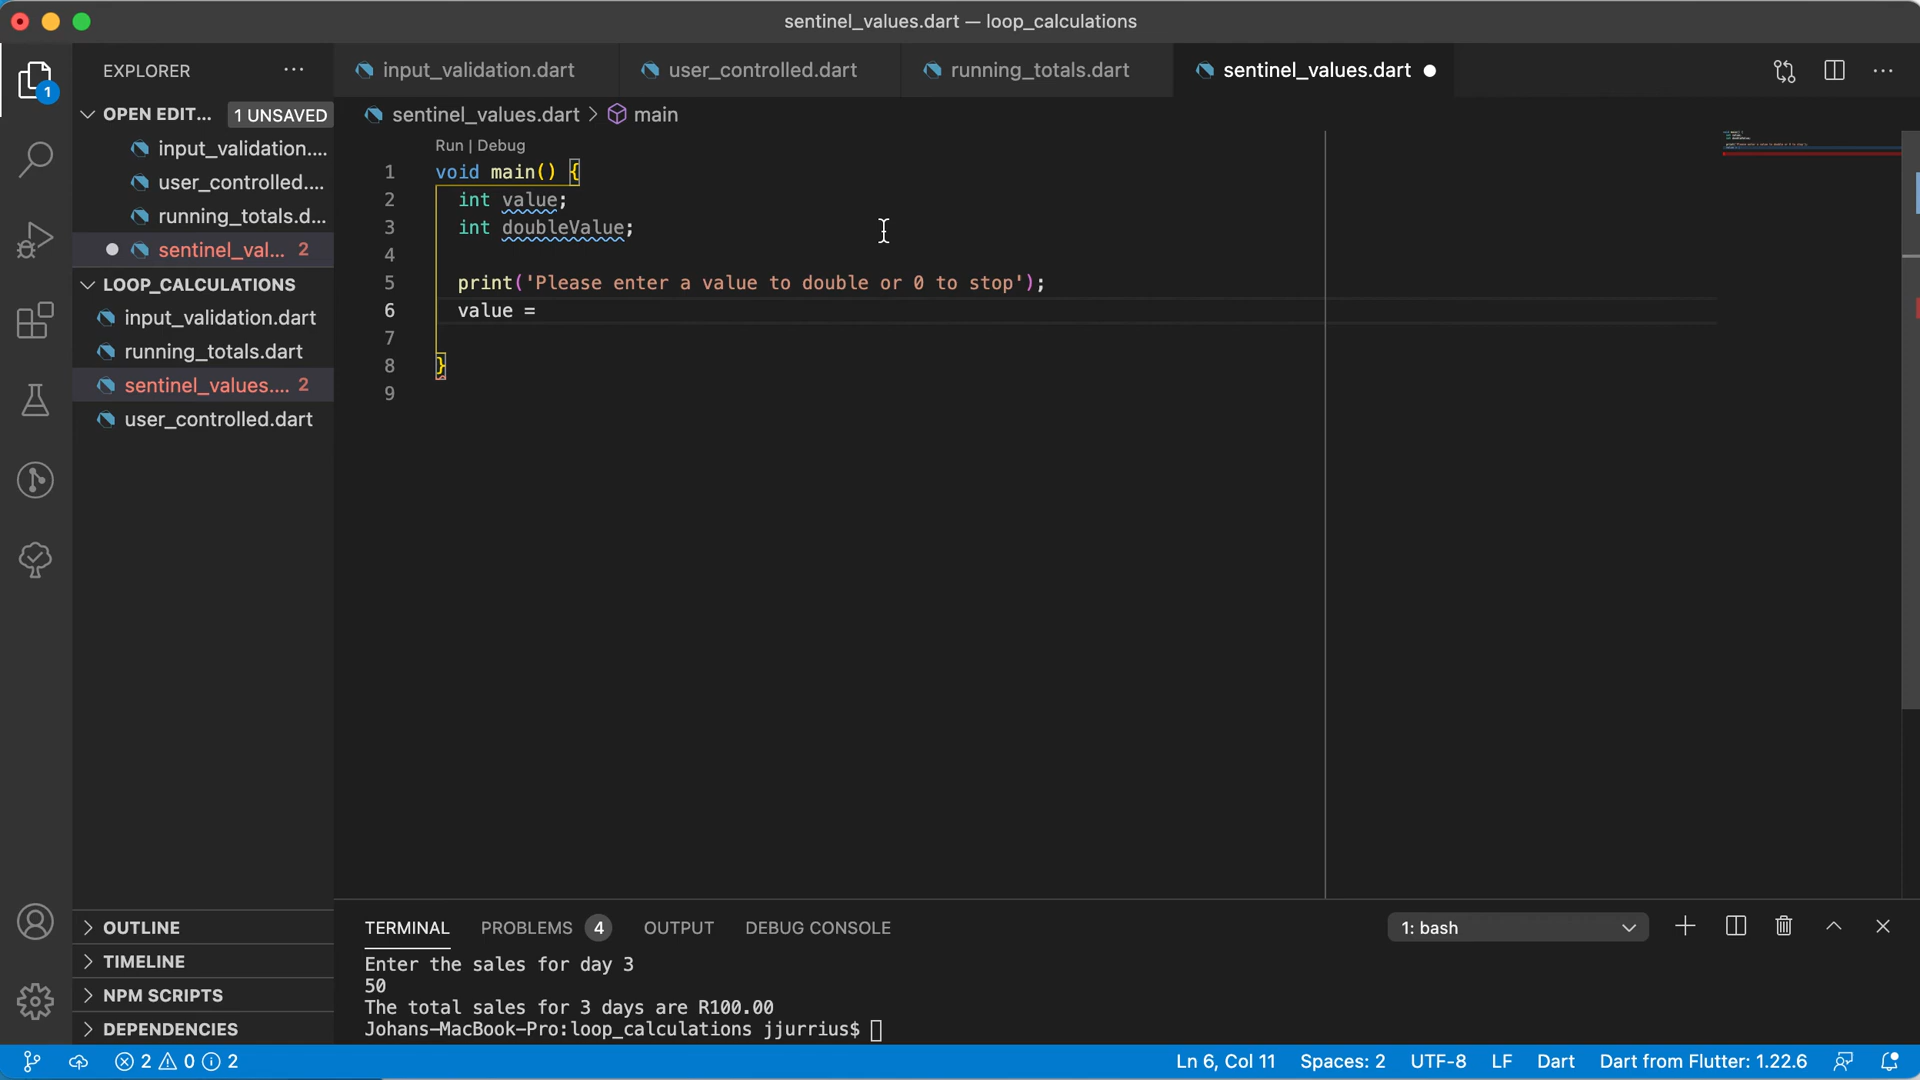 sentinel_values.dart — loop_calculations
EXPLORER
input_validation.dart
user_controlled.dart
running_totals.dart
sentinel_values.dart
OPEN EDIT... 1 UNSAVED
input_validation....
user_controlled....
running_totals.d...
sentinel_val... 2
LOOP_CALCULATIONS
input_validation.dart
running_totals.dart
sentinel_values.... 2
user_controlled.dart
1
sentinel_values.dart > main
Run | Debug
1 void main() {
2 int value;
3 int doubleValue;
4
5 print('Please enter a value to double or 0 to stop');
6 value =
7
8 }
9
OUTLINE
TIMELINE
NPM SCRIPTS
DEPENDENCIES
TERMINAL PROBLEMS 4 OUTPUT DEBUG CONSOLE 1: bash
Enter the sales for day 3
50
The total sales for 3 days are R100.00
Johans-MacBook-Pro:loop_calculations jjurrius$
2 0 2 Ln 6, Col 11 Spaces: 2 UTF-8 LF Dart Dart from Flutter: 1.22.6